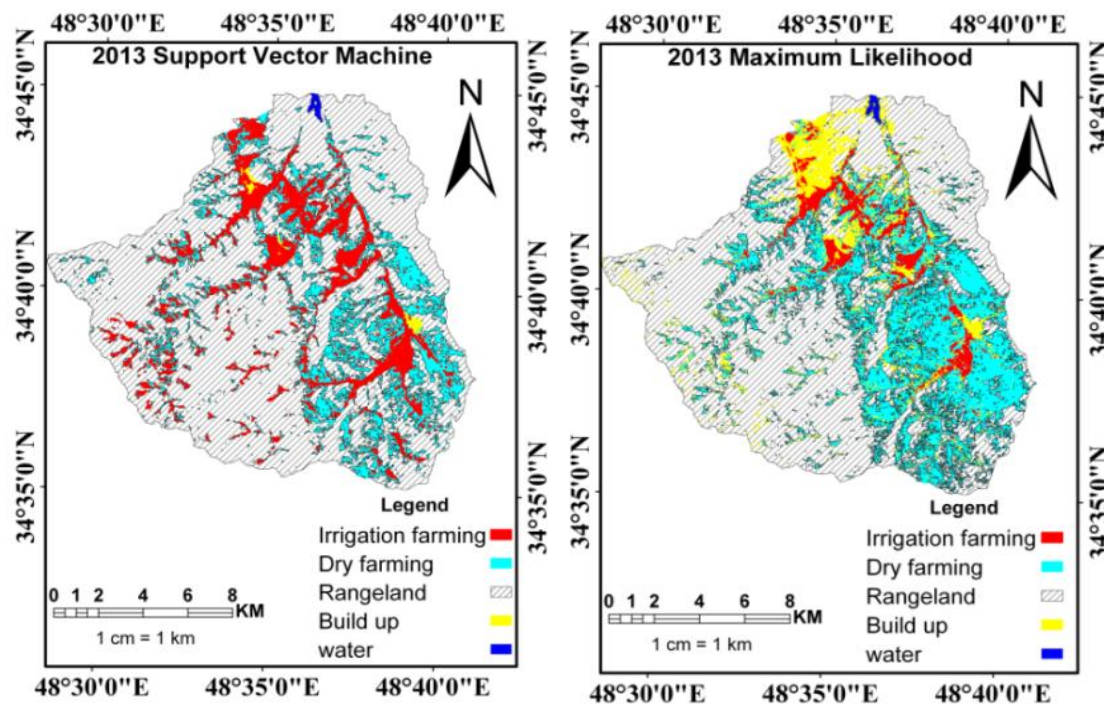 48°30'0"E 48°35'0"E 48°40'0"E
2013 Support Vector Machine
N
34°45'0"N 34°45'0"N
34°40'0"N 34°40'0"N
34°35'0"N 34°35'0"N
Legend
Irrigation farming
Dry farming
Rangeland
Build up
water
0 1 2 4 6 8
KM
1 cm = 1 km
48°30'0"E 48°35'0"E 48°40'0"E
48°30'0"E 48°35'0"E 48°40'0"E
2013 Maximum Likelihood
N
34°45'0"N 34°45'0"N
34°40'0"N 34°40'0"N
34°35'0"N 34°35'0"N
Legend
Irrigation farming
Dry farming
Rangeland
Build up
water
0 1 2 4 6 8
KM
1 cm = 1 km
48°30'0"E 48°35'0"E 48°40'0"E